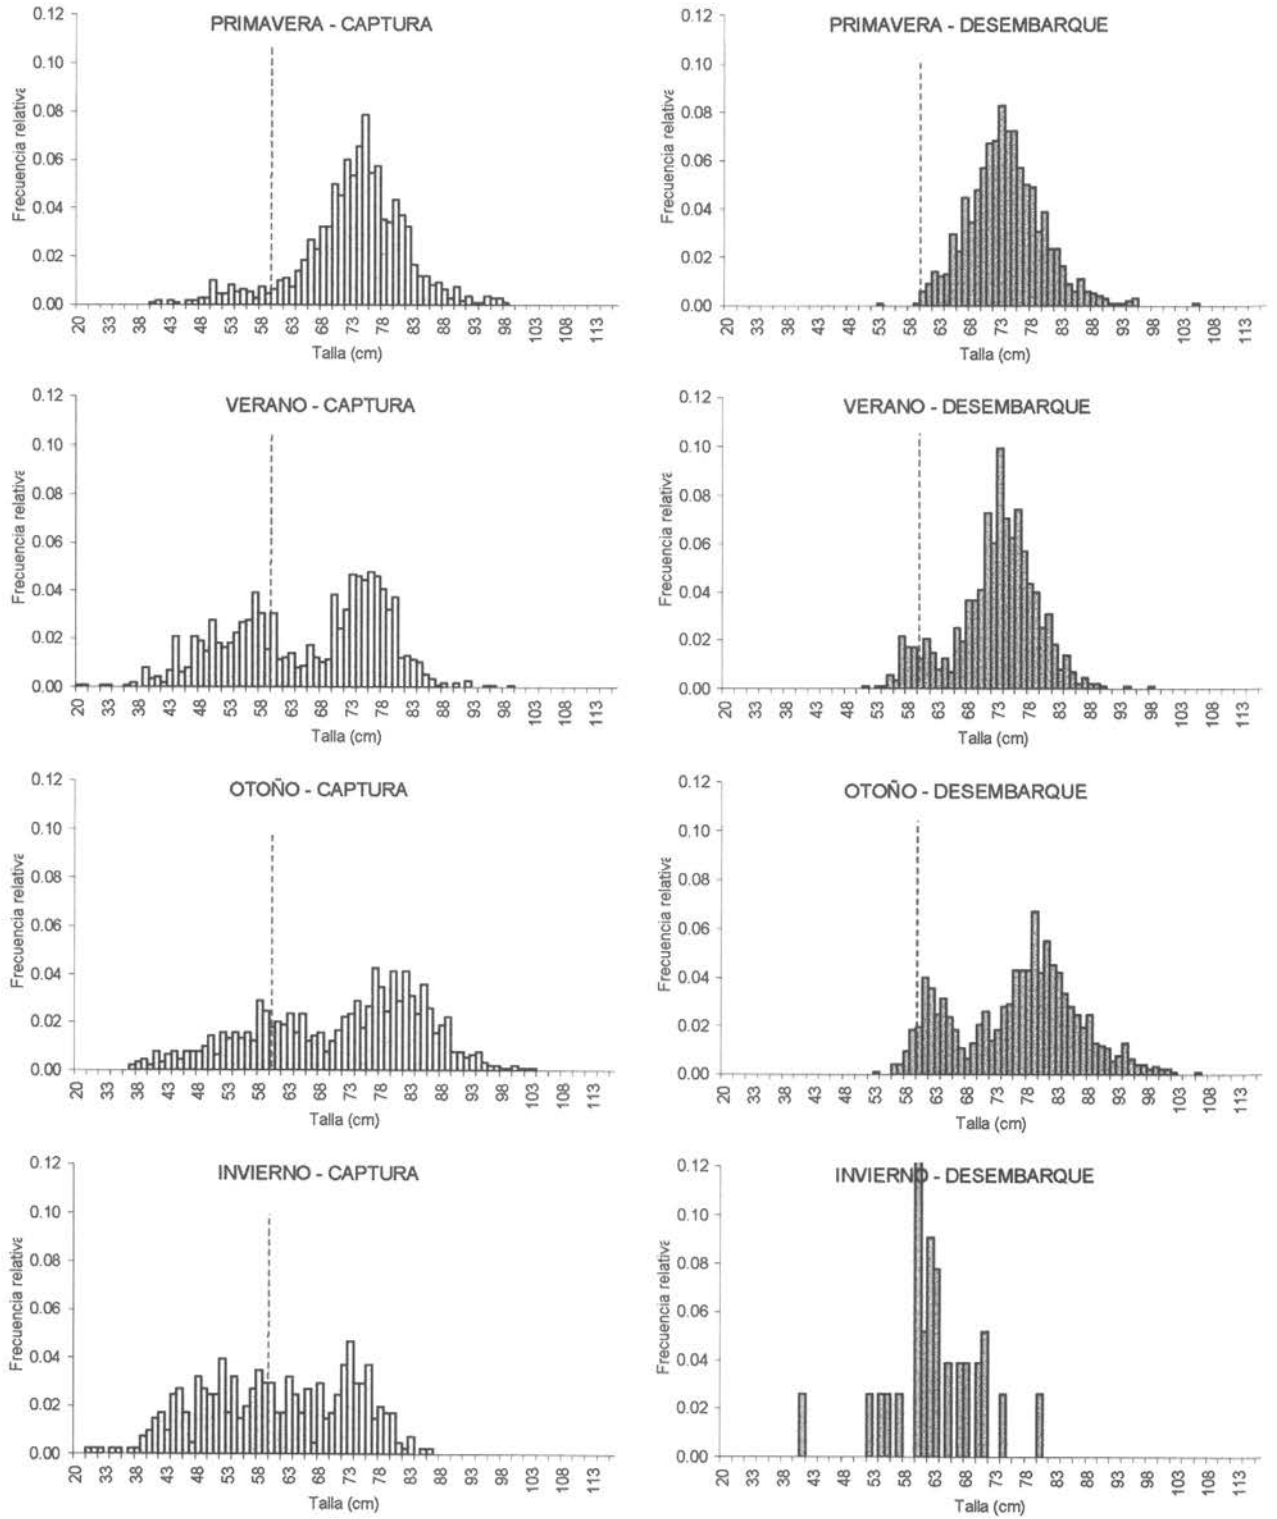 PRIMAVERA - CAPTURA
Frecuencia relativa
0.12
0.10
0.08
0.06
0.04
0.02
0.00
20 33 38 43 48 53 58 63 68 73 78 83 88 93 98 103 108 113
Talla (cm)
PRIMAVERA - DESEMBARQUE
Frecuencia relativa
0.12
0.10
0.08
0.06
0.04
0.02
0.00
20 33 38 43 48 53 58 63 68 73 78 83 88 93 98 103 108 113
Talla (cm)
VERANO - CAPTURA
Frecuencia relativa
0.12
0.10
0.08
0.06
0.04
0.02
0.00
20 33 38 43 48 53 58 63 68 73 78 83 88 93 98 103 108 113
Talla (cm)
VERANO - DESEMBARQUE
Frecuencia relativa
0.12
0.10
0.08
0.06
0.04
0.02
0.00
20 33 38 43 48 53 58 63 68 73 78 83 88 93 98 103 108 113
Talla (cm)
OTOÑO - CAPTURA
Frecuencia relativa
0.12
0.10
0.08
0.06
0.04
0.02
0.00
20 33 38 43 48 53 58 63 68 73 78 83 88 93 98 103 108 113
Talla (cm)
OTOÑO - DESEMBARQUE
Frecuencia relativa
0.12
0.10
0.08
0.06
0.04
0.02
0.00
20 33 38 43 48 53 58 63 68 73 78 83 88 93 98 103 108 113
Talla (cm)
INVIERNO - CAPTURA
Frecuencia relativa
0.12
0.10
0.08
0.06
0.04
0.02
0.00
20 33 38 43 48 53 58 63 68 73 78 83 88 93 98 103 108 113
Talla (cm)
INVIERNO - DESEMBARQUE
Frecuencia relativa
0.12
0.10
0.08
0.06
0.04
0.02
0.00
20 33 38 43 48 53 58 63 68 73 78 83 88 93 98 103 108 113
Talla (cm)